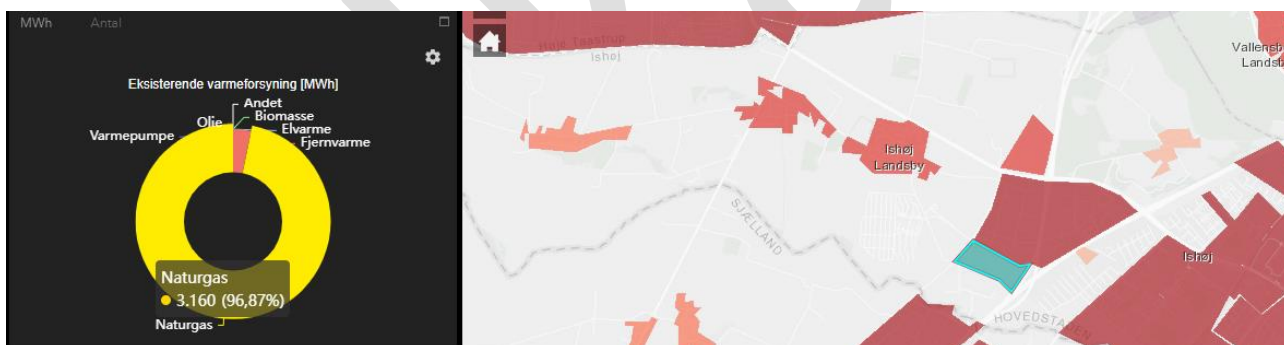 MWh Antal
Eksisterende varmeforsyning [MWh]
Andet
Biomasse
Olie
Elvarme
Varmepumpe
Fjernvarme
Naturgas
3.160 (96,87%)
Naturgas
Høje Taastrup
Ishøj
Vallensb
Landsb
Ishøj
Landsby
SJÆLLAND
Ishøj
HOVEDSTADEN